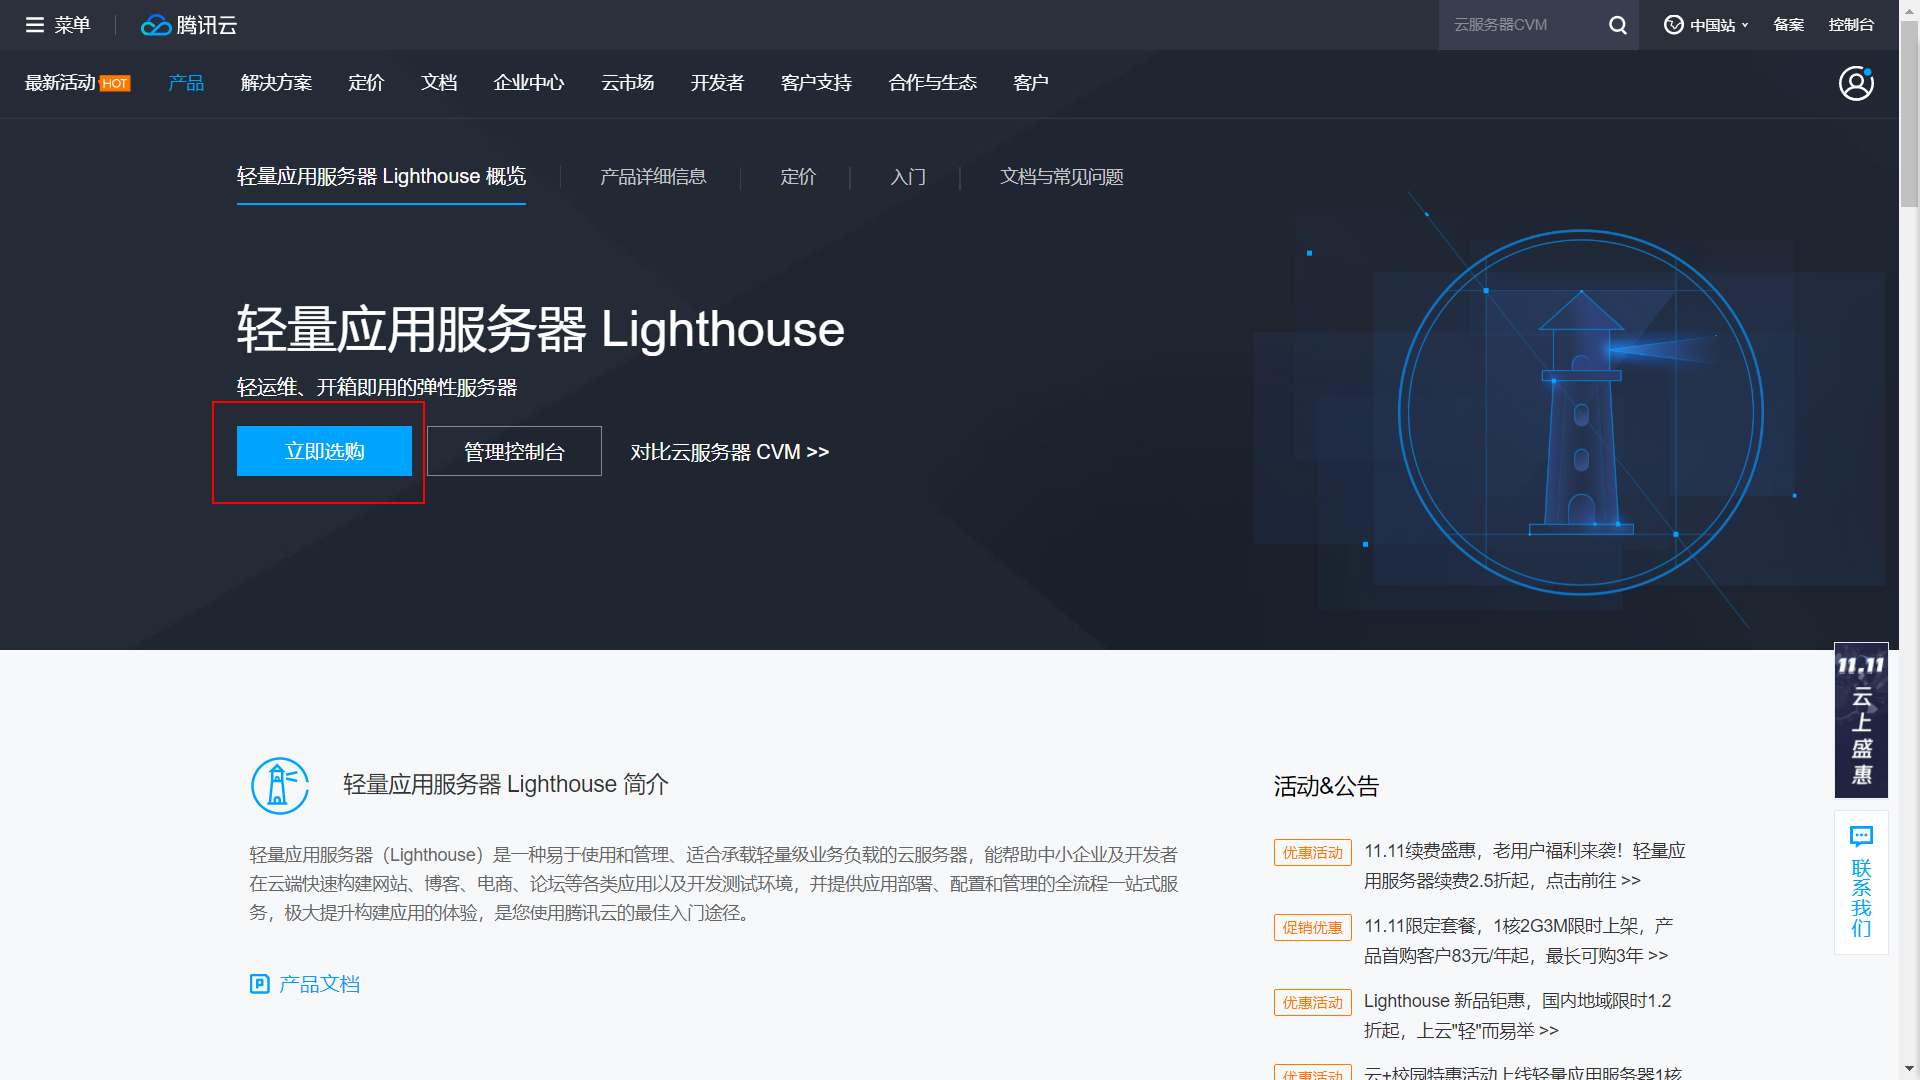 菜单
腾讯云
云服务器CVM
中国站
备案
控制台
最新活动 HOT
产品
解决方案
定价
文档
企业中心
云市场
开发者
客户支持
合作与生态
客户
轻量应用服务器 Lighthouse 概览
产品详细信息
定价
入门
文档与常见问题
轻量应用服务器 Lighthouse
轻运维、开箱即用的弹性服务器
立即选购
管理控制台
对比云服务器 CVM >>
11.11
云
上
盛
惠
联
系
我
们
轻量应用服务器 Lighthouse 简介
轻量应用服务器（Lighthouse）是一种易于使用和管理、适合承载轻量级业务负载的云服务器，能帮助中小企业及开发者
在云端快速构建网站、博客、电商、论坛等各类应用以及开发测试环境，并提供应用部署、配置和管理的全流程一站式服
务，极大提升构建应用的体验，是您使用腾讯云的最佳入门途径。
产品文档
活动&公告
优惠活动
11.11续费盛惠，老用户福利来袭！轻量应
用服务器续费2.5折起，点击前往 >>
促销优惠
11.11限定套餐，1核2G3M限时上架，产
品首购客户83元/年起，最长可购3年 >>
优惠活动
Lighthouse 新品钜惠，国内地域限时1.2
折起，上云"轻"而易举 >>
优惠活动
云+校园特惠活动上线轻量应用服务器1核